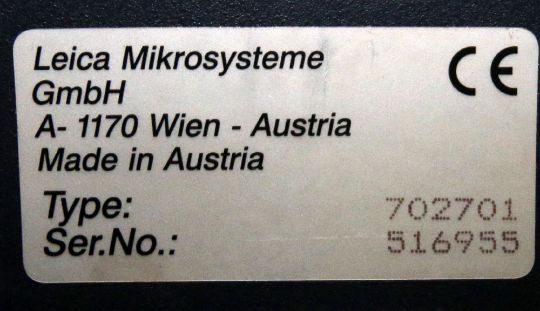 Leica Mikrosysteme CE
GmbH
A- 1170 Wien - Austria
Made in Austria
Type: 702701
Ser.No.: 516955